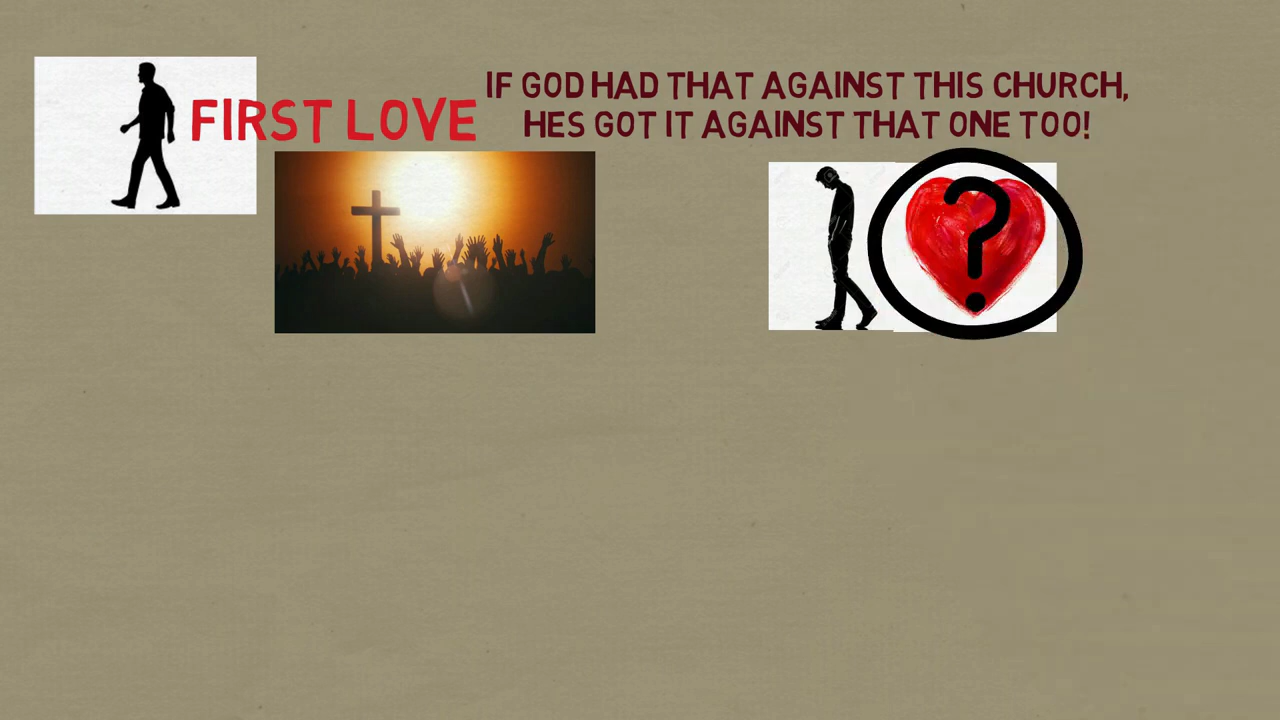 FIRST LOVE
IF GOD HAD THAT AGAINST THIS CHURCH,
HES GOT IT AGAINST THAT ONE TOO!
?